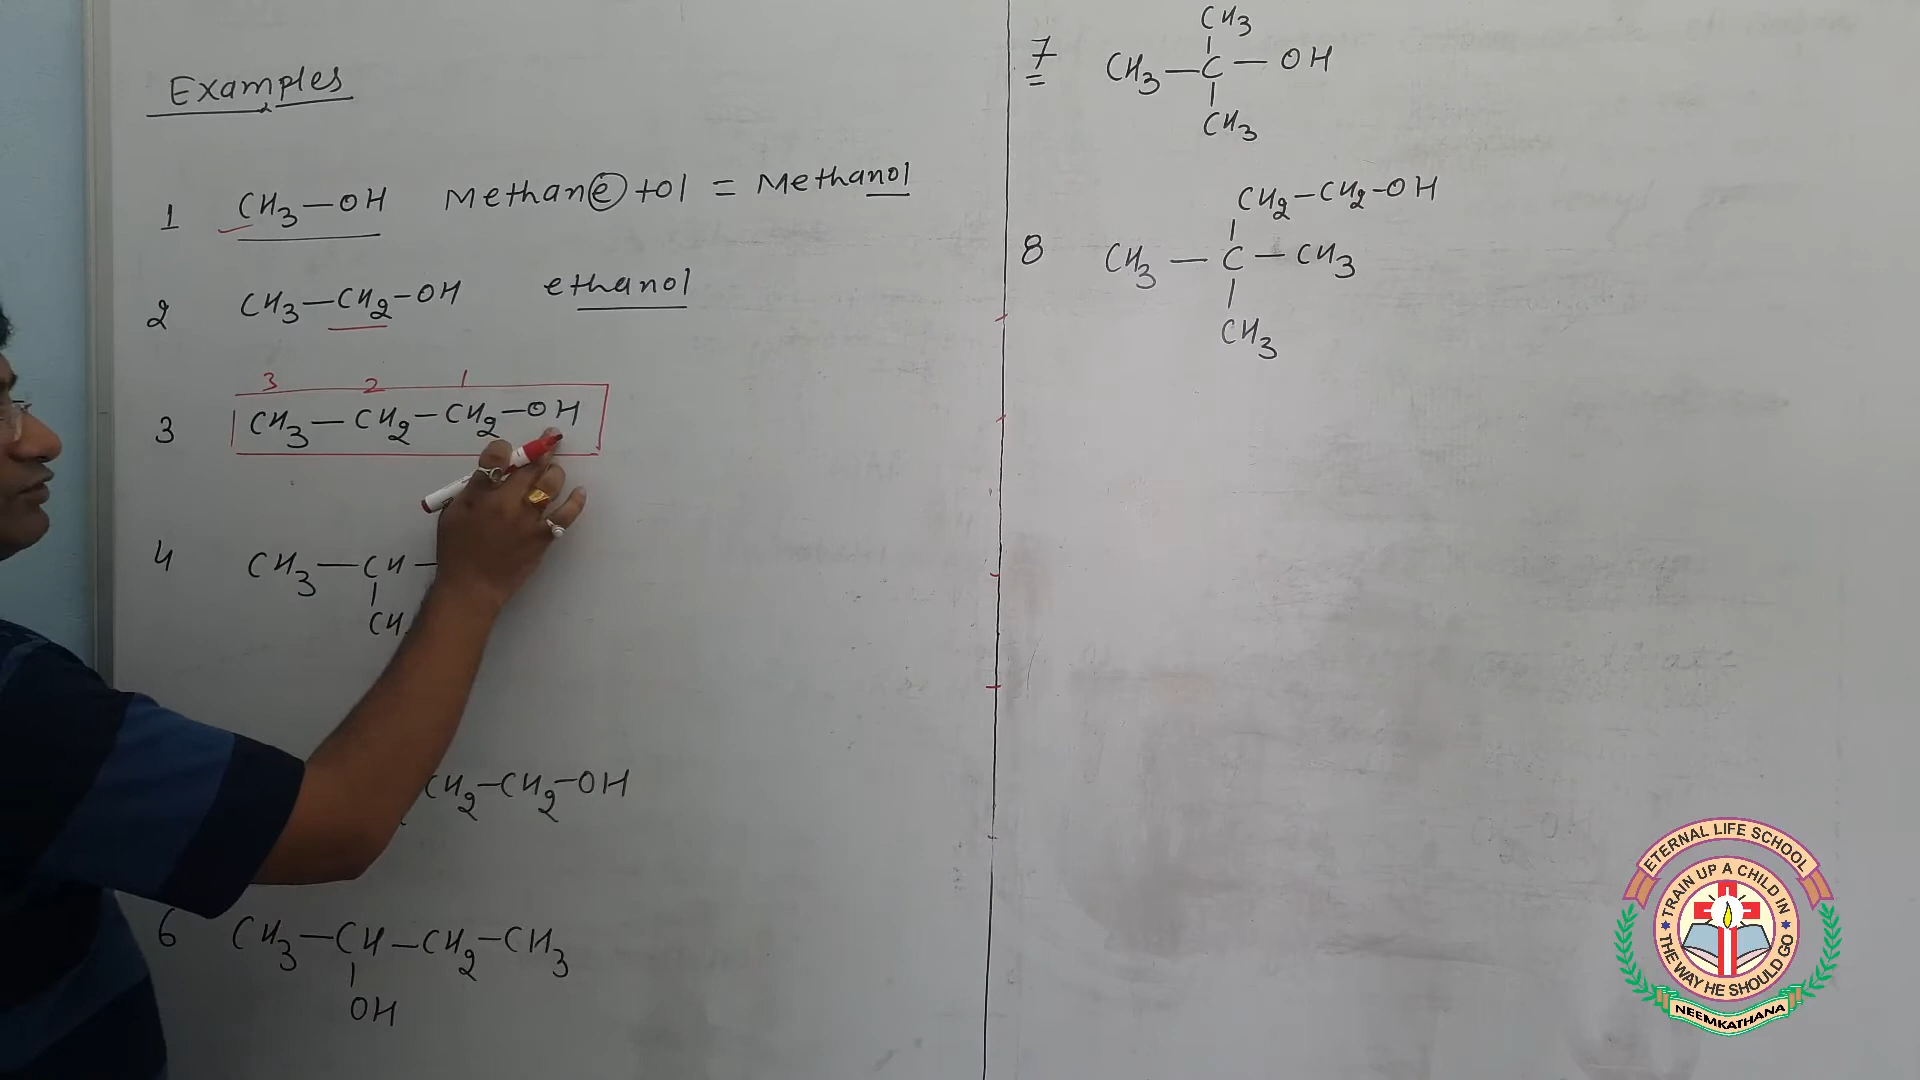 Examples
1 CH3—OH Methane+ol = Methanol
2 CH3—CH2—OH ethanol
3 2 1
3 CH3—CH2—CH2—OH
4 CH3—CH—
CH
CH2—CH2—OH
6 CH3—CH—CH2—CH3
OH
CH3
7 CH3—C—OH
CH3
CH2—CH2—OH
8 CH3—C—CH3
CH3
ETERNAL LIFE SCHOOL
TRAIN UP A CHILD IN
THE WAY HE SHOULD GO
NEEMKATHANA